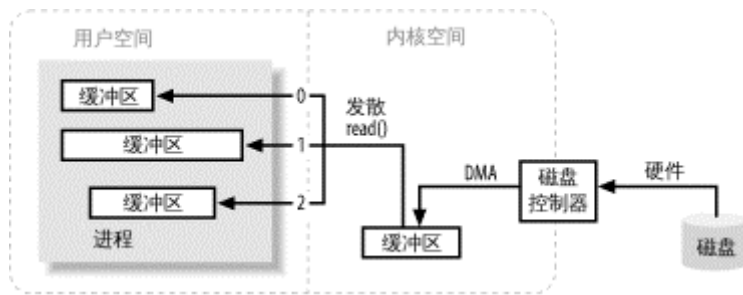 用户空间
内核空间
缓冲区
0
发散
read()
缓冲区
1
缓冲区
2
进程
DMA
磁盘
控制器
硬件
缓冲区
磁盘